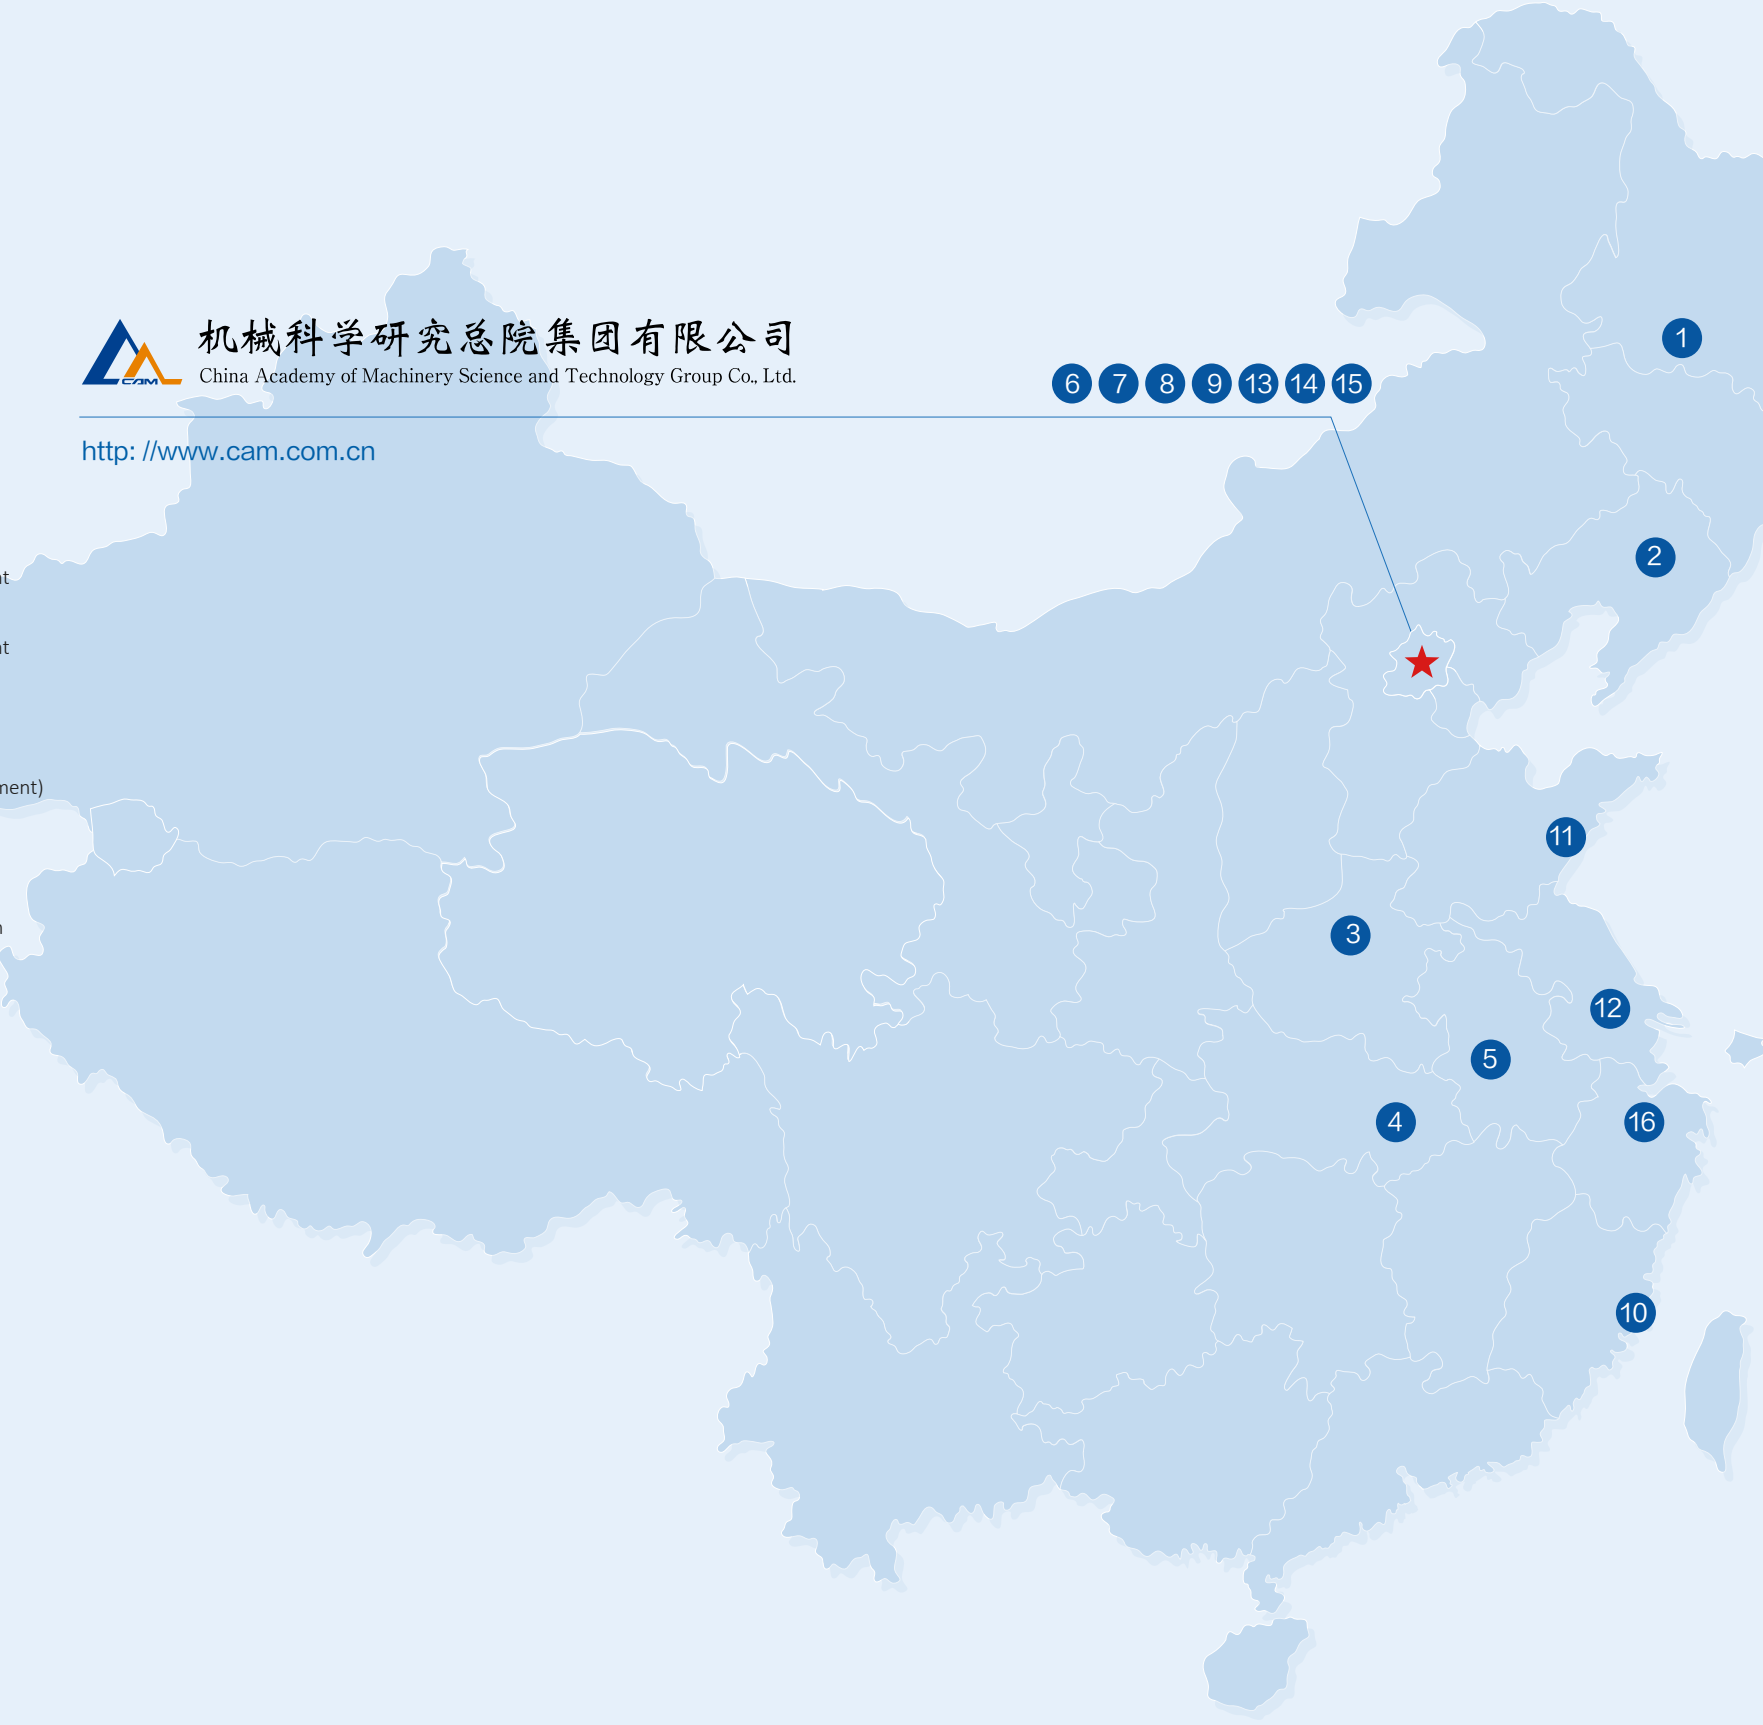 机械科学研究总院集团有限公司
China Academy of Machinery Science and Technology Group Co., Ltd.
http: //www.cam.com.cn
CAM
6 7 8 9 13 14 15
1
2
11
3
12
5
4
16
10